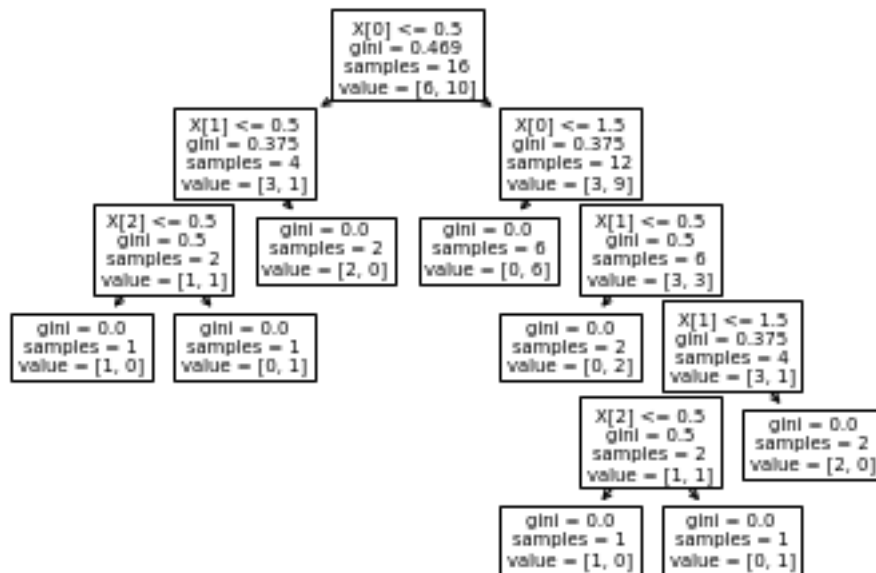 X[0] <= 0.5
gini = 0.469
samples = 16
value = [6, 10]
X[1] <= 0.5
gini = 0.375
samples = 4
value = [3, 1]
X[0] <= 1.5
gini = 0.375
samples = 12
value = [3, 9]
X[2] <= 0.5
gini = 0.5
samples = 2
value = [1, 1]
gini = 0.0
samples = 2
value = [2, 0]
gini = 0.0
samples = 6
value = [0, 6]
X[1] <= 0.5
gini = 0.5
samples = 6
value = [3, 3]
gini = 0.0
samples = 1
value = [1, 0]
gini = 0.0
samples = 1
value = [0, 1]
gini = 0.0
samples = 2
value = [0, 2]
X[1] <= 1.5
gini = 0.375
samples = 4
value = [3, 1]
X[2] <= 0.5
gini = 0.5
samples = 2
value = [1, 1]
gini = 0.0
samples = 2
value = [2, 0]
gini = 0.0
samples = 1
value = [1, 0]
gini = 0.0
samples = 1
value = [0, 1]